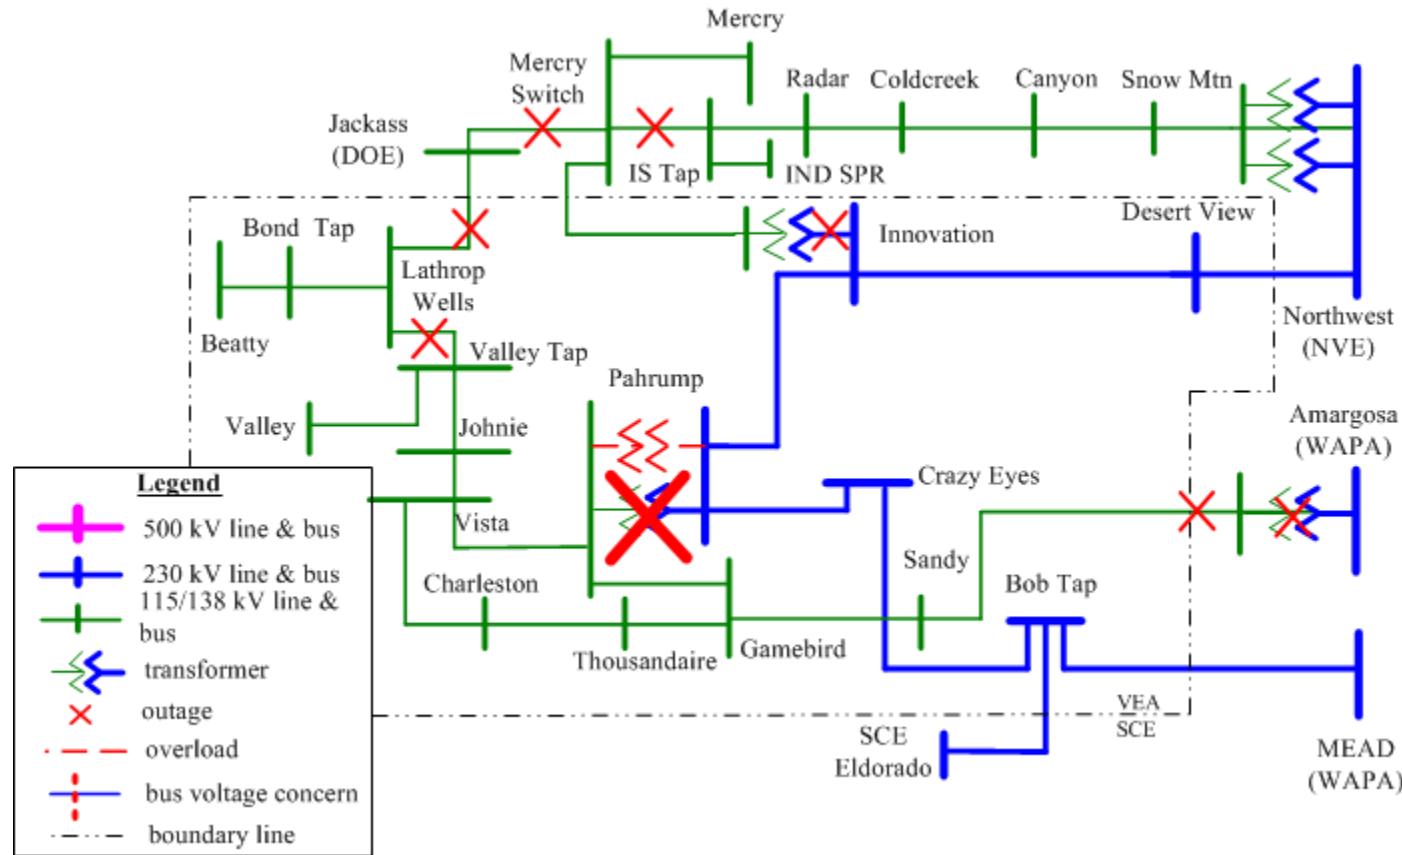 Mercry
Mercry
Switch
Radar
Coldcreek
Canyon
Snow Mtn
Jackass
(DOE)
IS Tap
IND SPR
Bond Tap
Desert View
Innovation
Lathrop
Wells
Beatty
Northwest
(NVE)
Valley Tap
Pahrump
Valley
Johnie
Amargosa
(WAPA)
Crazy Eyes
Vista
Sandy
Charleston
Bob Tap
Thousandaire
Gamebird
VEA
SCE
SCE
Eldorado
MEAD
(WAPA)
Legend
500 kV line & bus
230 kV line & bus
115/138 kV line &
bus
transformer
outage
overload
bus voltage concern
boundary line